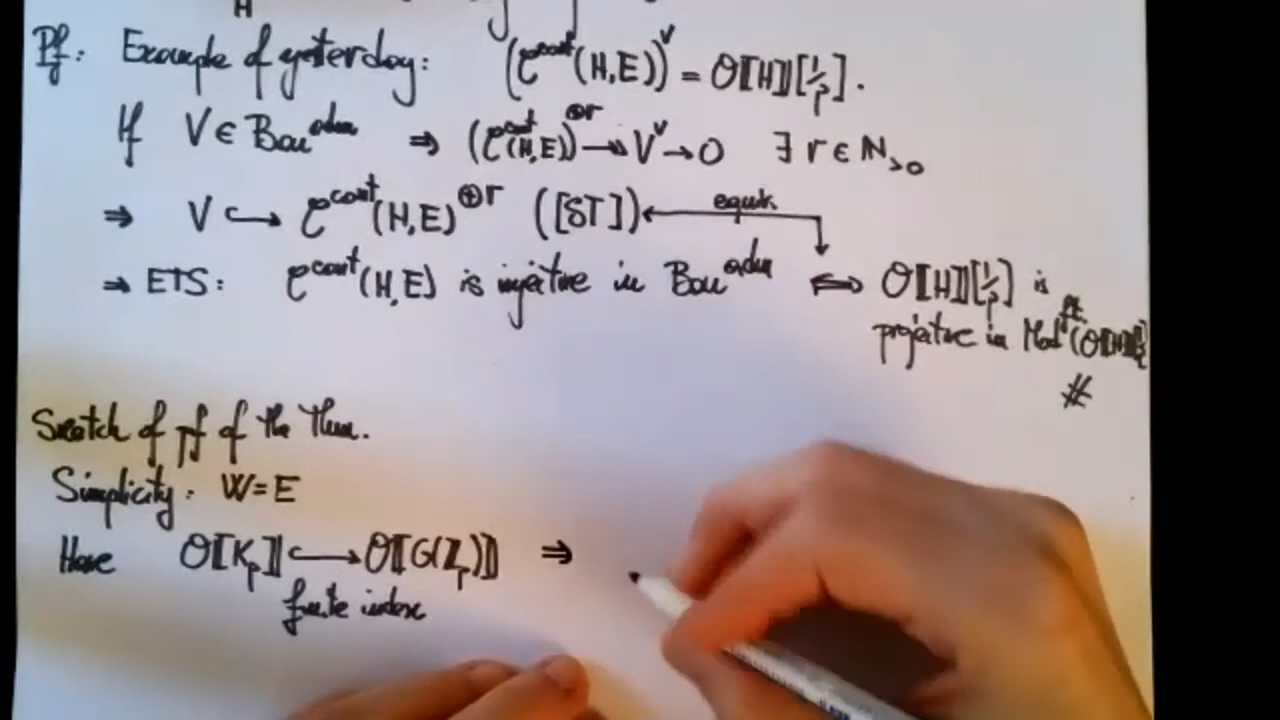 H
Pf: Example of yesterday: (C^cont(H,E))^v = O[[H]][1/p].
If V ∈ Ban^adm ⇒ (C^cont(H,E))^⊕r ↠ V^v → 0 ∃ r ∈ N_>0
⇒ V ↪ C^cont(H,E)^⊕r ([ST]) equiv.
⇒ ETS: C^cont(H,E) is injective in Ban^adm ⇔ O[[H]][1/p] is
projective in Mod^f.t.(O[[H]][1/p])
#
Sketch of pf of the Thm.
Simplicity: W=E
Have O[[K_p]] ↪ O[[G(Z_p)]] ⇒
finite index